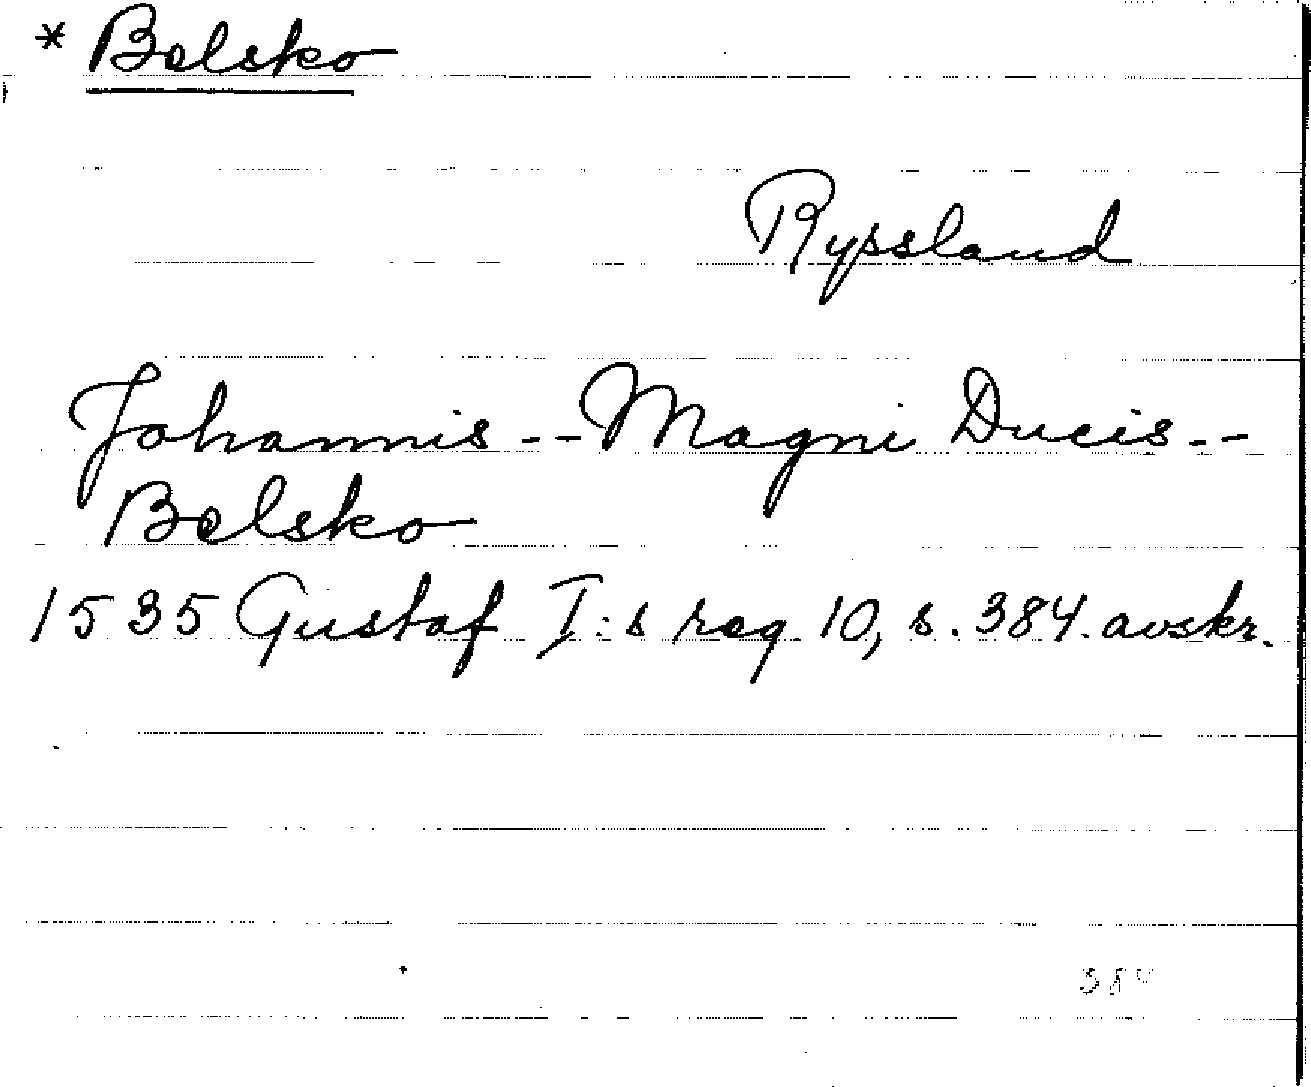 * Belsko
Ryssland
Johannis -- Magni Ducis --
Belsko
1535 Gustaf I:s reg 10, s. 384. avskr.